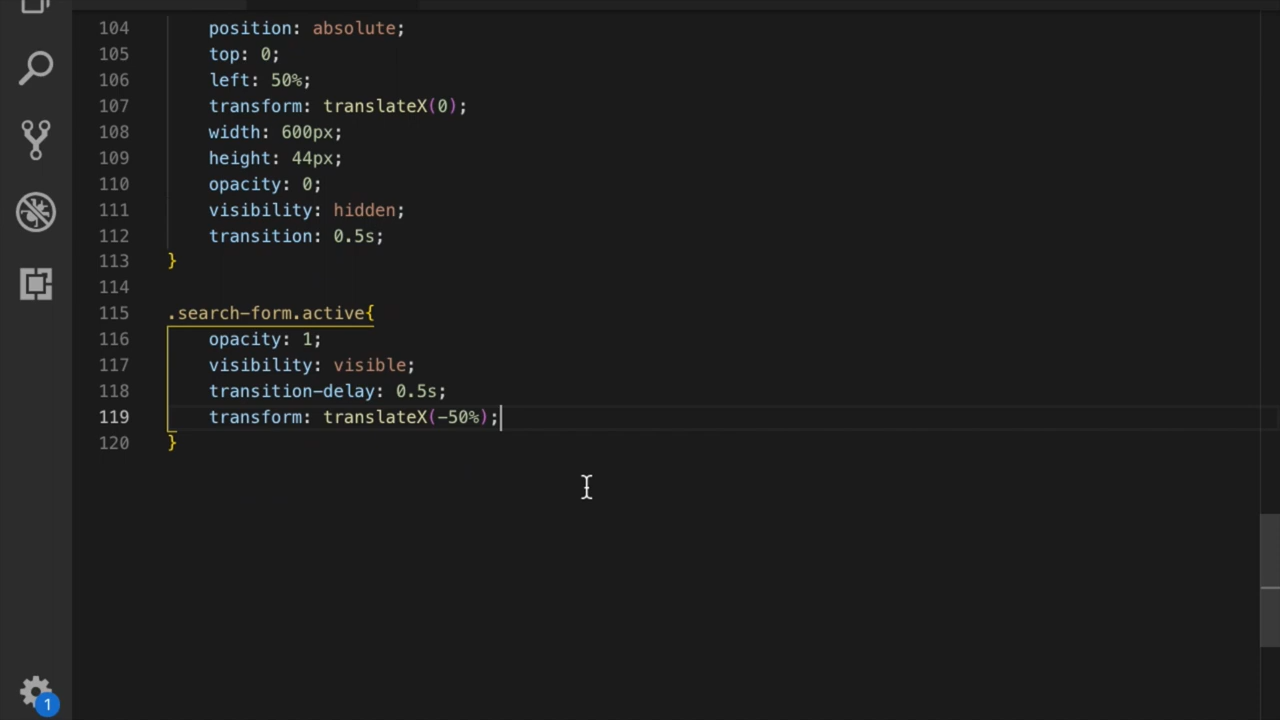 104 position: absolute;
105 top: 0;
106 left: 50%;
107 transform: translateX(0);
108 width: 600px;
109 height: 44px;
110 opacity: 0;
111 visibility: hidden;
112 transition: 0.5s;
113 }
114
115 .search-form.active{
116 opacity: 1;
117 visibility: visible;
118 transition-delay: 0.5s;
119 transform: translateX(-50%);
120 }
1